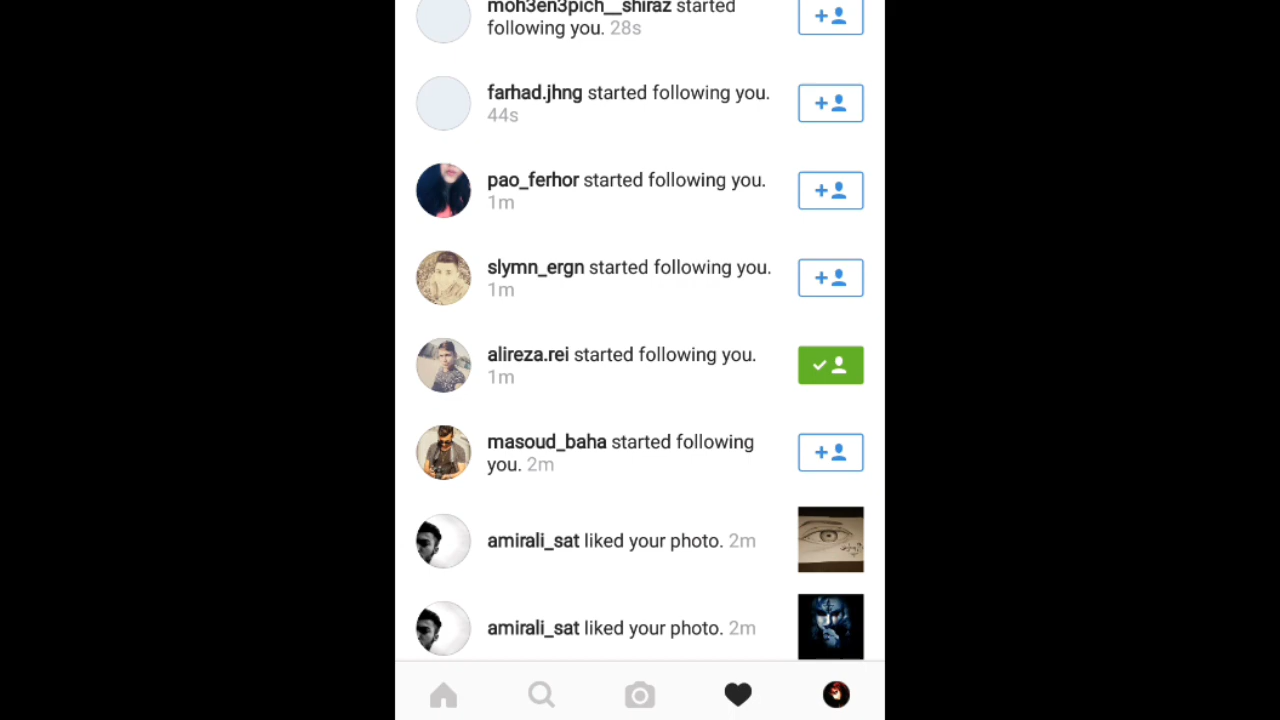 moh3en3pich__shiraz started
following you. 28s
farhad.jhng started following you.
44s
pao_ferhor started following you.
1m
slymn_ergn started following you.
1m
alireza.rei started following you.
1m
masoud_baha started following
you. 2m
amirali_sat liked your photo. 2m
amirali_sat liked your photo. 2m